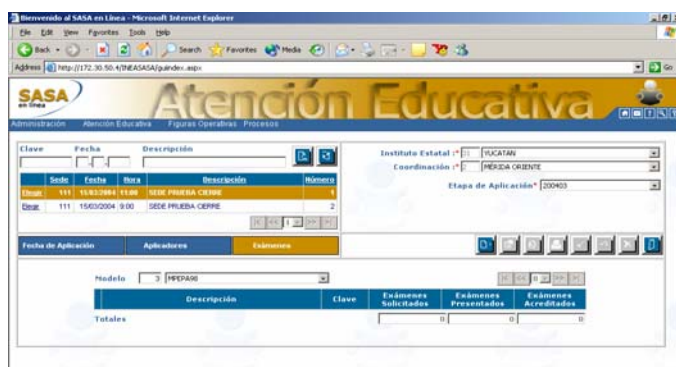 Bienvenido al SASA en Línea - Microsoft Internet Explorer
File Edit View Favorites Tools Help
Back Search Favorites Media
Address http://172.30.50.4/INEASASA/guindex.aspx Go
SASA
en línea
Atención Educativa
Administración Atención Educativa Figuras Operativas Procesos
Clave Fecha Descripción
Instituto Estatal :* 31 YUCATAN
Coordinación :* 2 MÉRIDA ORIENTE
Etapa de Aplicación* 200403
Sede Fecha Hora Descripción Número
Elegir 111 15/03/2004 11:00 SEDE PRUEBA CIERRE 1
Elegir 111 15/03/2004 9:00 SEDE PRUEBA CIERRE 2
1
Fecha de Aplicación Aplicadores Exámenes
Modelo 3 MPEPA98
0
Descripción Clave Exámenes Solicitados Exámenes Presentados Exámenes Acreditados
Totales 0 0 0